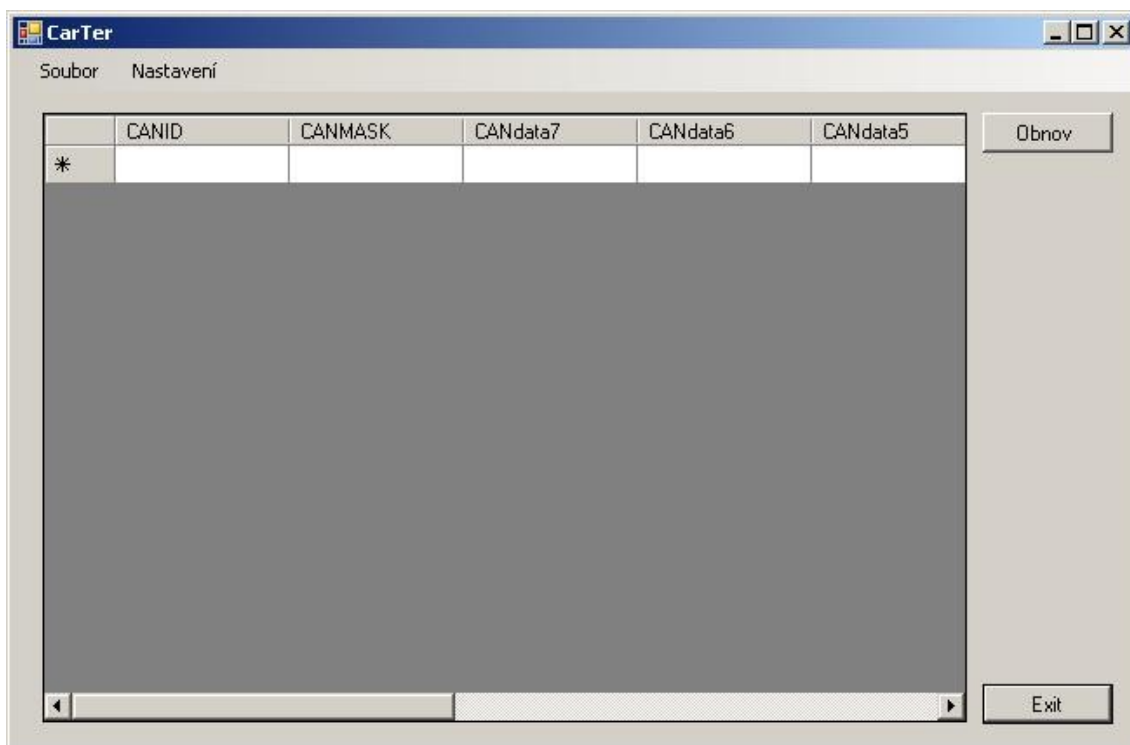 CarTer
Soubor Nastavení
CANID CANMASK CANdata7 CANdata6 CANdata5
Obnov
Exit